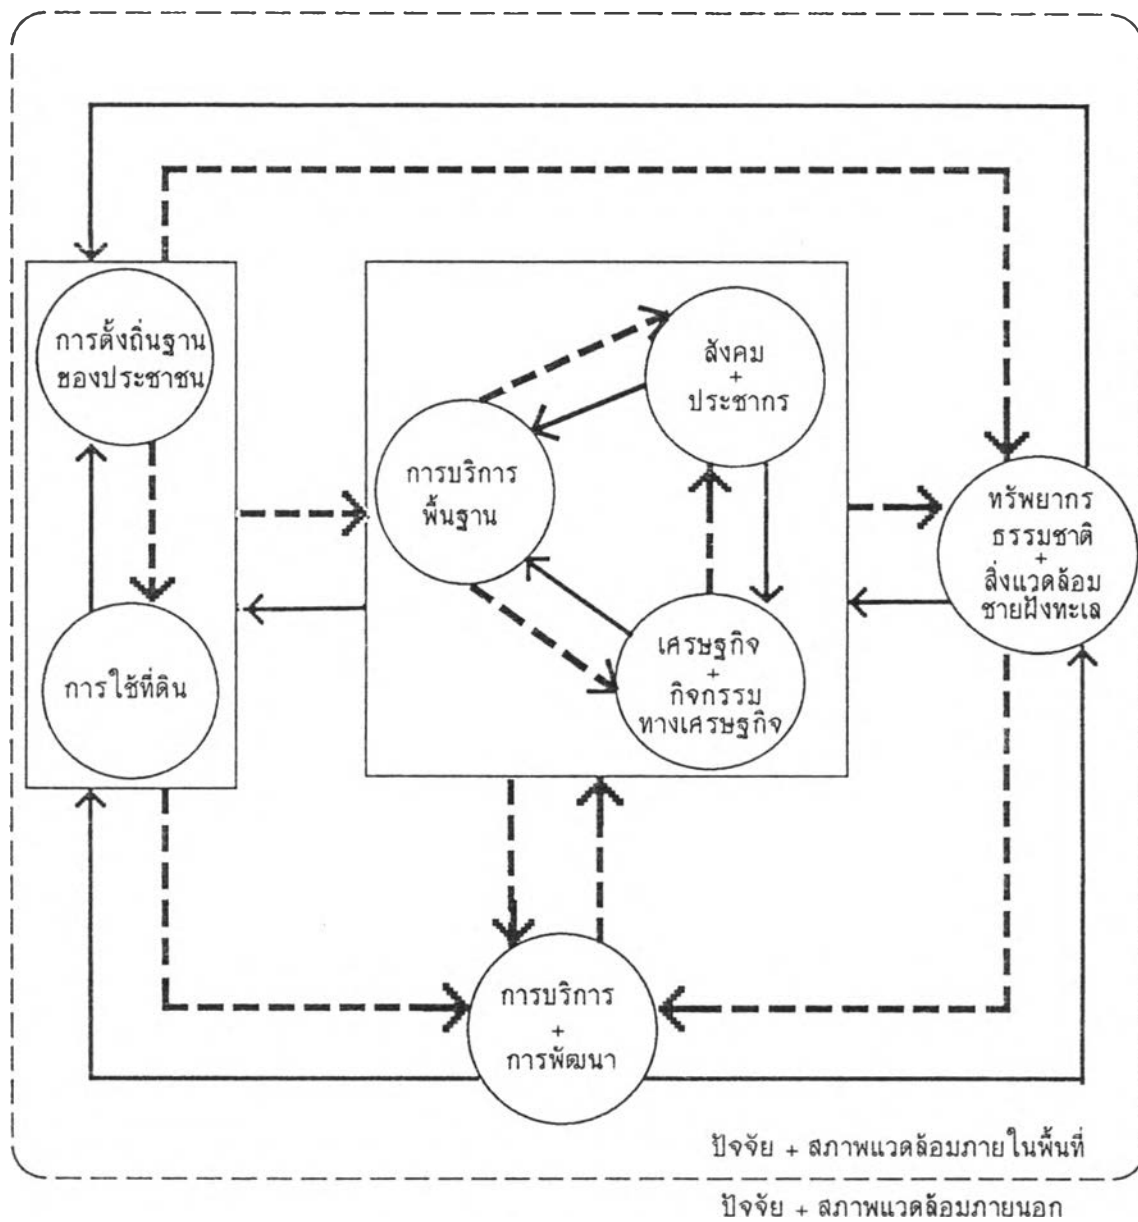 การตั้งถิ่นฐาน
ของประชาชน
การใช้ที่ดิน
การบริการ
พื้นฐาน
สังคม
+
ประชากร
เศรษฐกิจ
+
กิจกรรม
ทางเศรษฐกิจ
ทรัพยากร
ธรรมชาติ
+
สิ่งแวดล้อม
ชายฝั่งทะเล
การบริการ
+
การพัฒนา
ปัจจัย + สภาพแวดล้อมภายในพื้นที่
ปัจจัย + สภาพแวดล้อมภายนอก